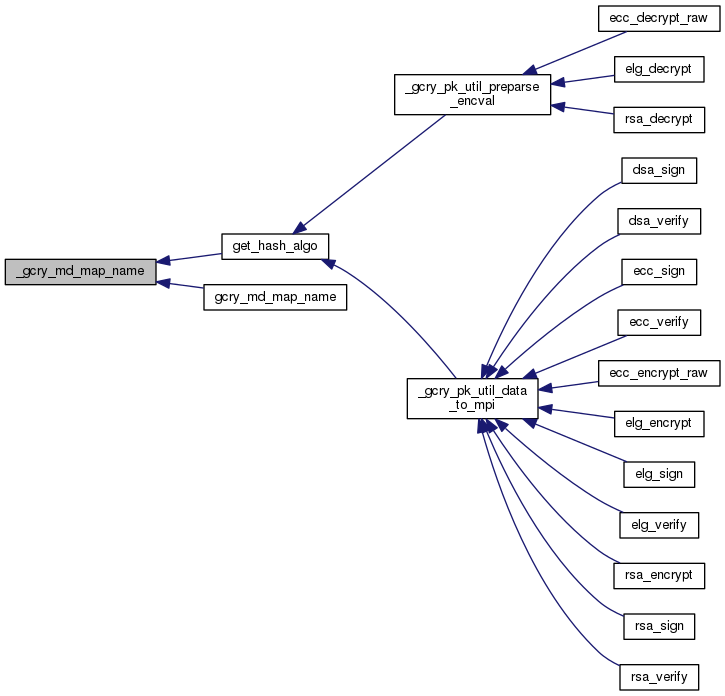 ecc_decrypt_raw
_gcry_pk_util_preparse
_encval
elg_decrypt
rsa_decrypt
dsa_sign
dsa_verify
get_hash_algo
_gcry_md_map_name
ecc_sign
gcry_md_map_name
ecc_verify
ecc_encrypt_raw
_gcry_pk_util_data
_to_mpi
elg_encrypt
elg_sign
elg_verify
rsa_encrypt
rsa_sign
rsa_verify